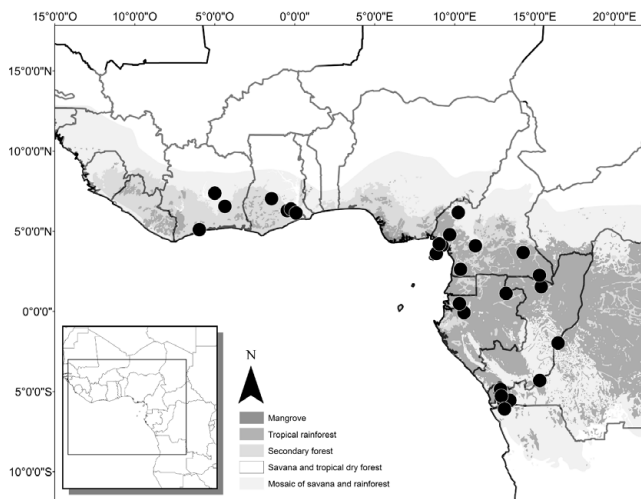 15°0'0"W 10°0'0"W 5°0'0"W 0°0'0" 5°0'0"E 10°0'0"E 15°0'0"E 20°0'0"E
15°0'0"N
10°0'0"N
5°0'0"N
0°0'0"
5°0'0"S
10°0'0"S
N
Mangrove
Tropical rainforest
Secondary forest
Savana and tropical dry forest
Mosaic of savana and rainforest